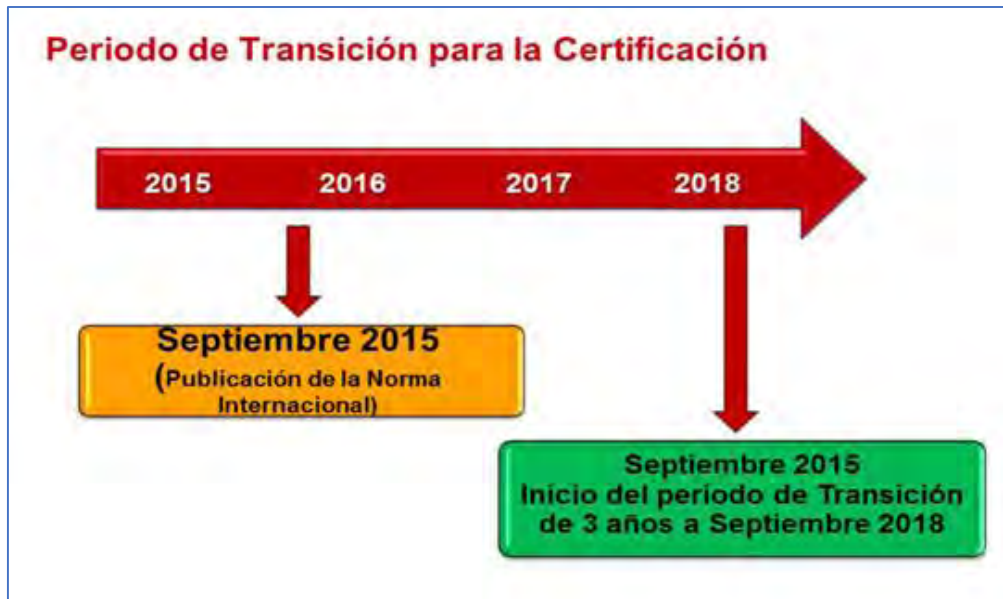 Periodo de Transición para la Certificación
2015 2016 2017 2018
Septiembre 2015
(Publicación de la Norma
Internacional)
Septiembre 2015
Inicio del período de Transición
de 3 años a Septiembre 2018